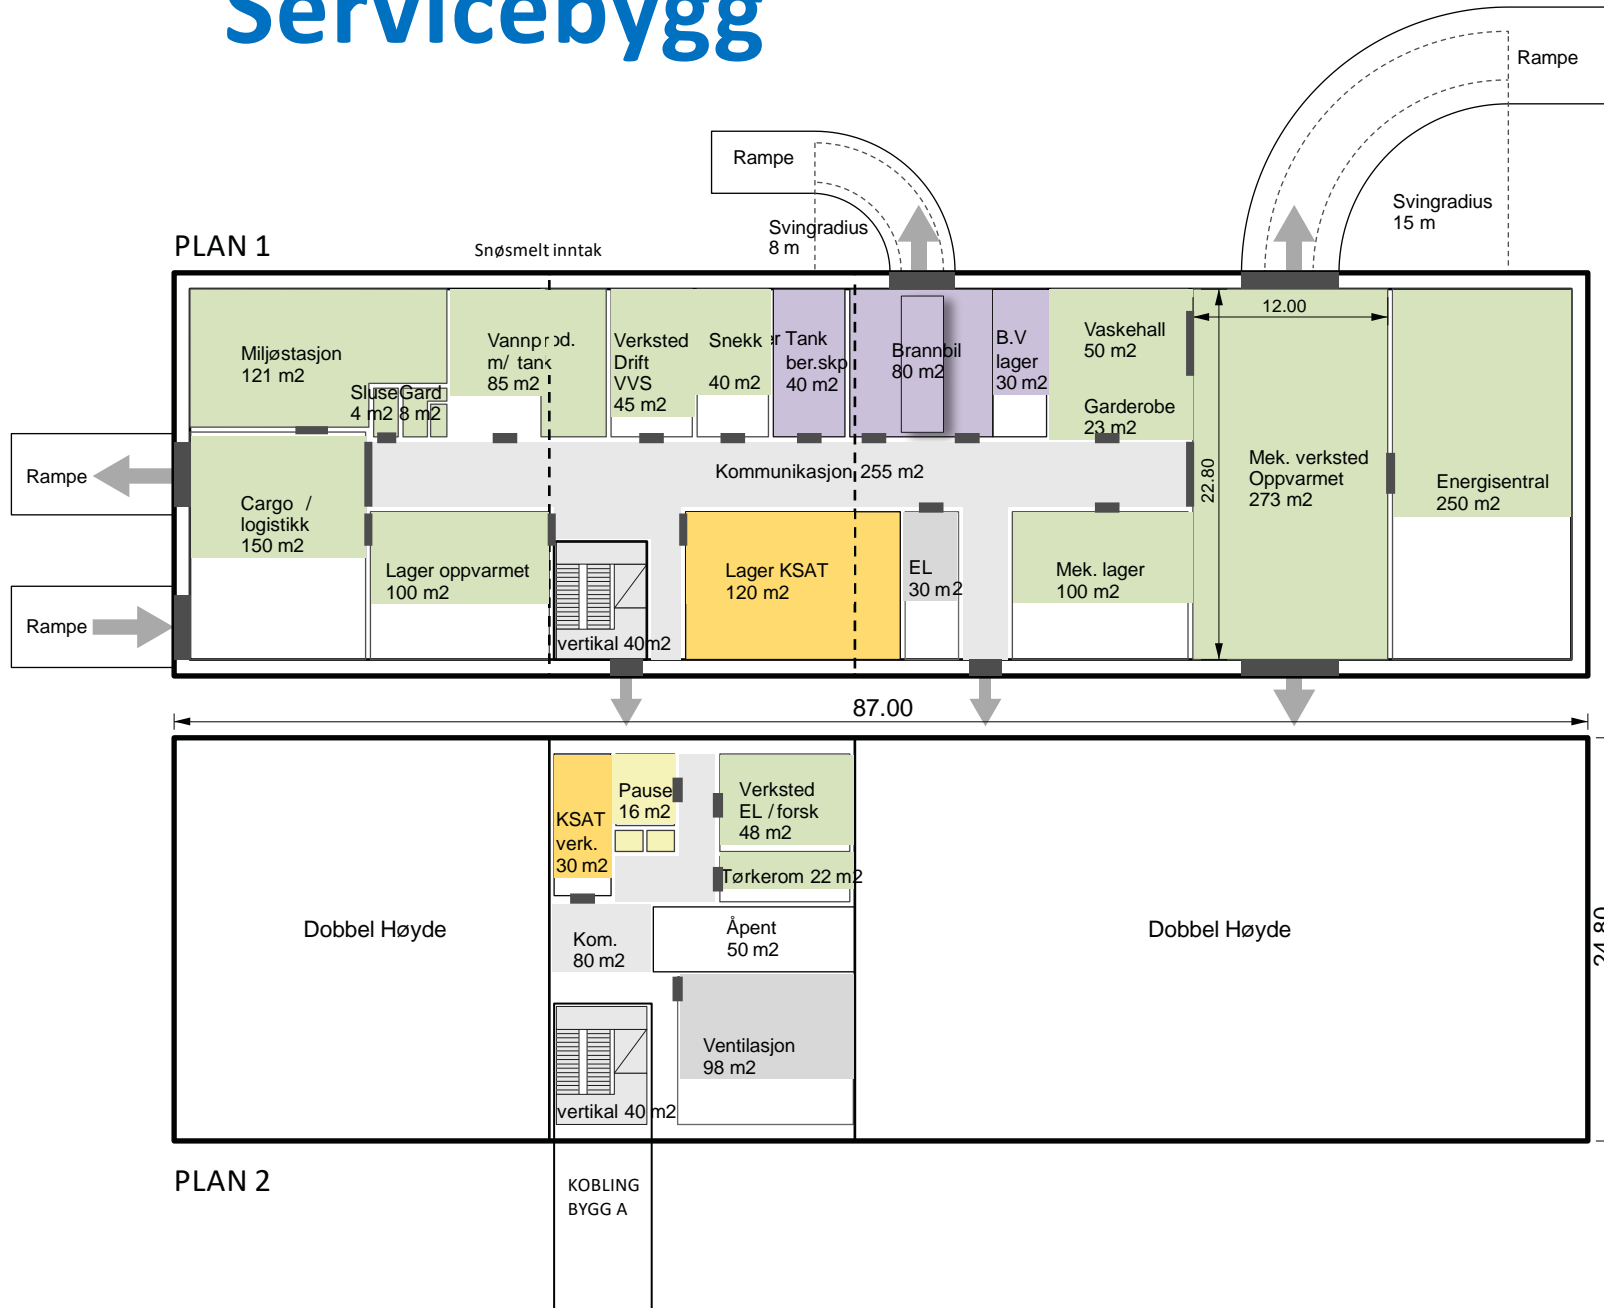 Servicebygg
Rampe
Rampe
Svingradius
15 m
Svingradius
8 m
PLAN 1
Snøsmelt inntak
12.00
Miljøstasjon
121 m2
Sluse
4 m2
Gard
8 m2
Vannprod.
m/ tank
85 m2
Verksted
Drift
VVS
45 m2
Snekker
40 m2
Tank
ber.skp
40 m2
Brannbil
80 m2
B.V
lager
30 m2
Vaskehall
50 m2
Garderobe
23 m2
Rampe
Kommunikasjon 255 m2
22.80
Mek. verksted
Oppvarmet
273 m2
Energisentral
250 m2
Cargo /
logistikk
150 m2
Lager oppvarmet
100 m2
Lager KSAT
120 m2
EL
30 m2
Mek. lager
100 m2
Rampe
vertikal 40m2
87.00
KSAT
verk.
30 m2
Pause
16 m2
Verksted
EL / forsk
48 m2
Tørkerom 22 m2
Dobbel Høyde
Kom.
80 m2
Åpent
50 m2
Dobbel Høyde
24.80
Ventilasjon
98 m2
vertikal 40 m2
PLAN 2
KOBLING
BYGG A